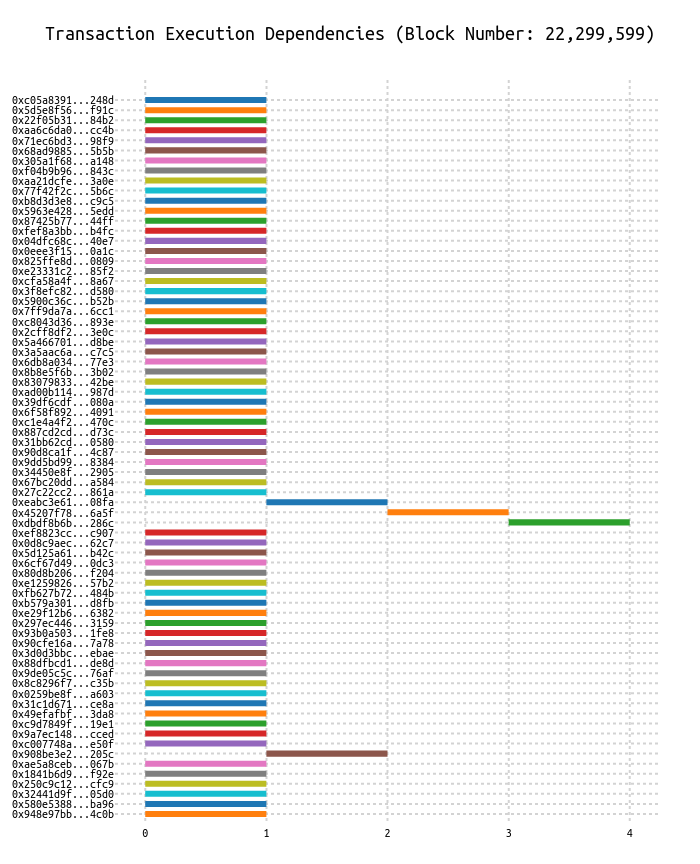 Transaction Execution Dependencies (Block Number: 22,299,599)
0xc05a8391...248d
0x5d5e8f56...f91c
0x22f05b31...84b2
0xaa6c6da0...cc4b
0x71ec6bd3...98f9
0x68ad9885...5b5b
0x305a1f68...a148
0xf04b9b96...843c
0xaa21dcfe...3a0e
0x77f42f2c...5b6c
0xb8d3d3e8...c9c5
0x5963e428...5edd
0x87425b77...44ff
0xfef8a3bb...b4fc
0x04dfc68c...40e7
0x0eee3f15...0a1c
0x825ffe8d...0809
0xe23331c2...85f2
0xcfa58a4f...8a67
0x3f8efc82...d580
0x5900c36c...b52b
0x7ff9da7a...6cc1
0xc8043d36...893e
0x2cff8df2...3e0c
0x5a466701...d8be
0x3a5aac6a...c7c5
0x6db8a034...77e3
0x8b8e5f6b...3b02
0x83079833...42be
0xad00b114...987d
0x39df6cdf...080a
0x6f58f892...4091
0xc1e4a4f2...470c
0x887cd2cd...d73c
0x31bb62cd...0580
0x90d8ca1f...4c87
0x9dd5bd99...8384
0x34450e8f...2905
0x67bc20dd...a584
0x27c22cc2...861a
0xeabc3e61...08fa
0x45207f78...6a5f
0xdbdf8b6b...286c
0xef8823cc...c907
0x0d8c9aec...62c7
0x5d125a61...b42c
0x6cf67d49...0dc3
0x80d8b206...f204
0xe1259826...57b2
0xfb627b72...484b
0xb579a301...d8fb
0xe29f12b6...6382
0x297ec446...3159
0x93b0a503...1fe8
0x90cfe16a...7a78
0x3d0d3bbc...ebae
0x88dfbcd1...de8d
0x9de05c5c...76af
0x8c8296f7...c35b
0x0259be8f...a603
0x31c1d671...ce8a
0x49efafbf...3da8
0xc9d7849f...19e1
0x9a7ec148...cced
0xc007748a...e50f
0x908be3e2...205c
0xae5a8ceb...067b
0x1841b6d9...f92e
0x250c9c12...cfc9
0x32441d9f...05d0
0x580e5388...ba96
0x948e97bb...4c0b
0 1 2 3 4